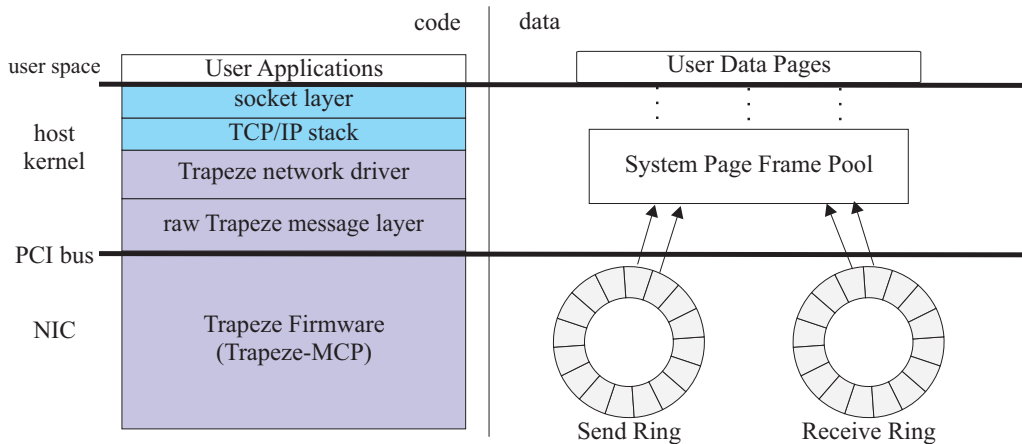 code
data
user space
User Applications
User Data Pages
socket layer
host
kernel
TCP/IP stack
Trapeze network driver
System Page Frame Pool
raw Trapeze message layer
PCI bus
NIC
Trapeze Firmware
(Trapeze-MCP)
Send Ring
Receive Ring